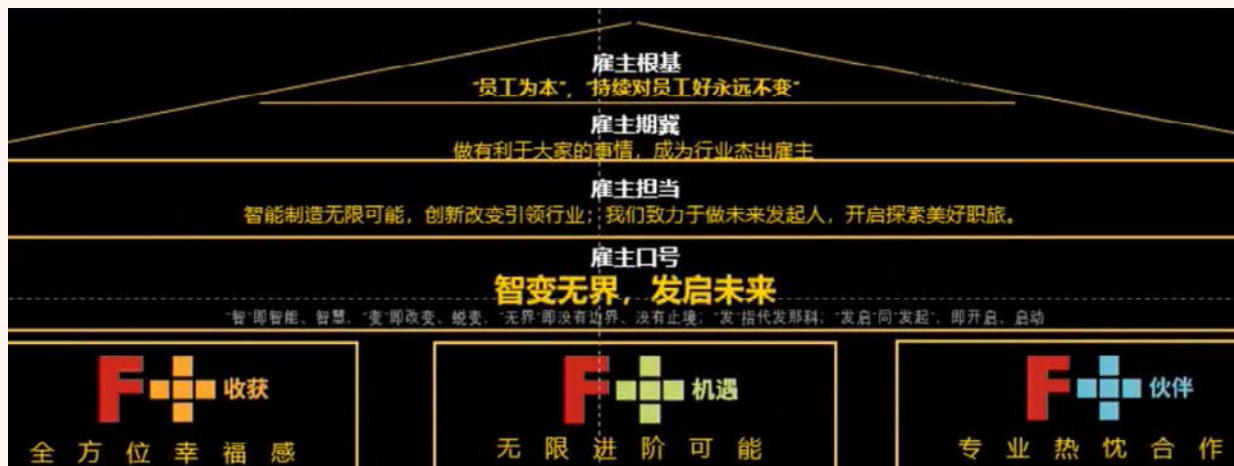 雇主根基
"员工为本"，"持续对员工好永远不变"
雇主期冀
做有利于大家的事情，成为行业杰出雇主
雇主担当
智能制造无限可能，创新改变引领行业；我们致力于做未来发起人，开启探索美好职旅。
雇主口号
智变无界，发启未来
"智"即智能、智慧，"变"即改变、蜕变，"无界"即没有边界、没有止境；"发"指代发那科；"发启"同"发起"，即开启、启动
F+ 收获
全方位幸福感
F+ 机遇
无限进阶可能
F+ 伙伴
专业热忱合作